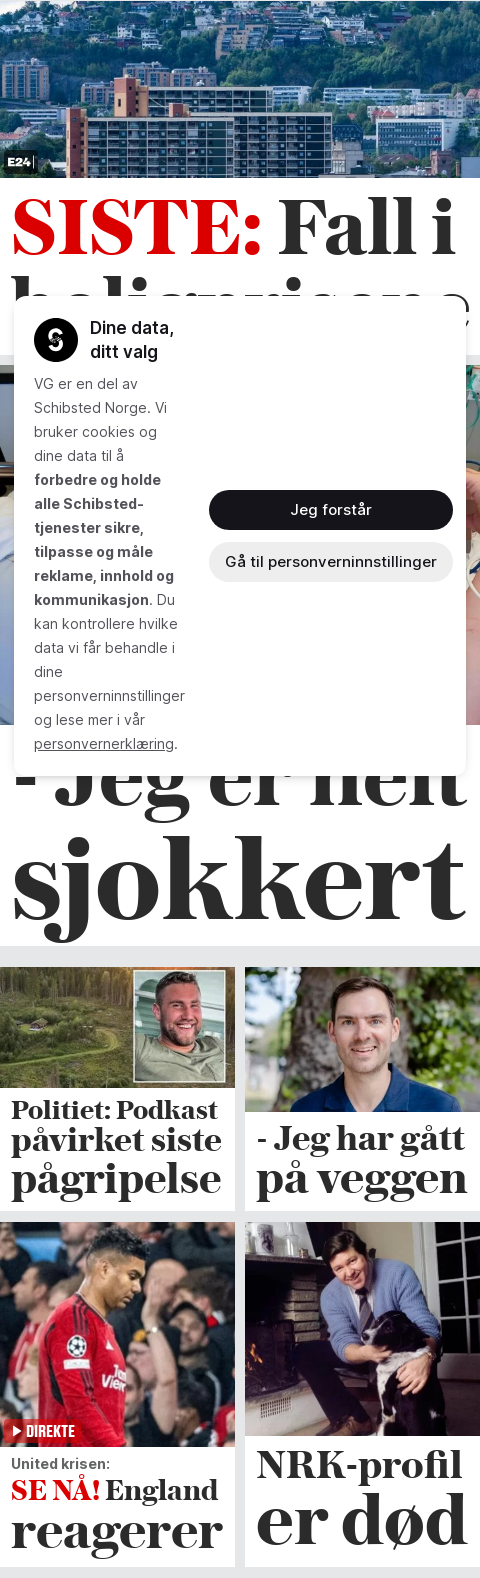 E24
SISTE: Fall i
Dine data,
ditt valg
VG er en del av
Schibsted Norge. Vi
bruker cookies og
dine data til å
forbedre og holde
alle Schibsted-
tjenester sikre,
tilpasse og måle
reklame, innhold og
kommunikasjon. Du
kan kontrollere hvilke
data vi får behandle i
dine
personverninnstillinger
og lese mer i vår
personvernerklæring.
Jeg forstår
Gå til personverninnstillinger
- Jeg er helt
sjokkert
Politiet: Podkast
påvirket siste
pågripelse
- Jeg har gått
på veggen
DIREKTE
United krisen:
SE NÅ! England
reagerer
NRK-profil
er død